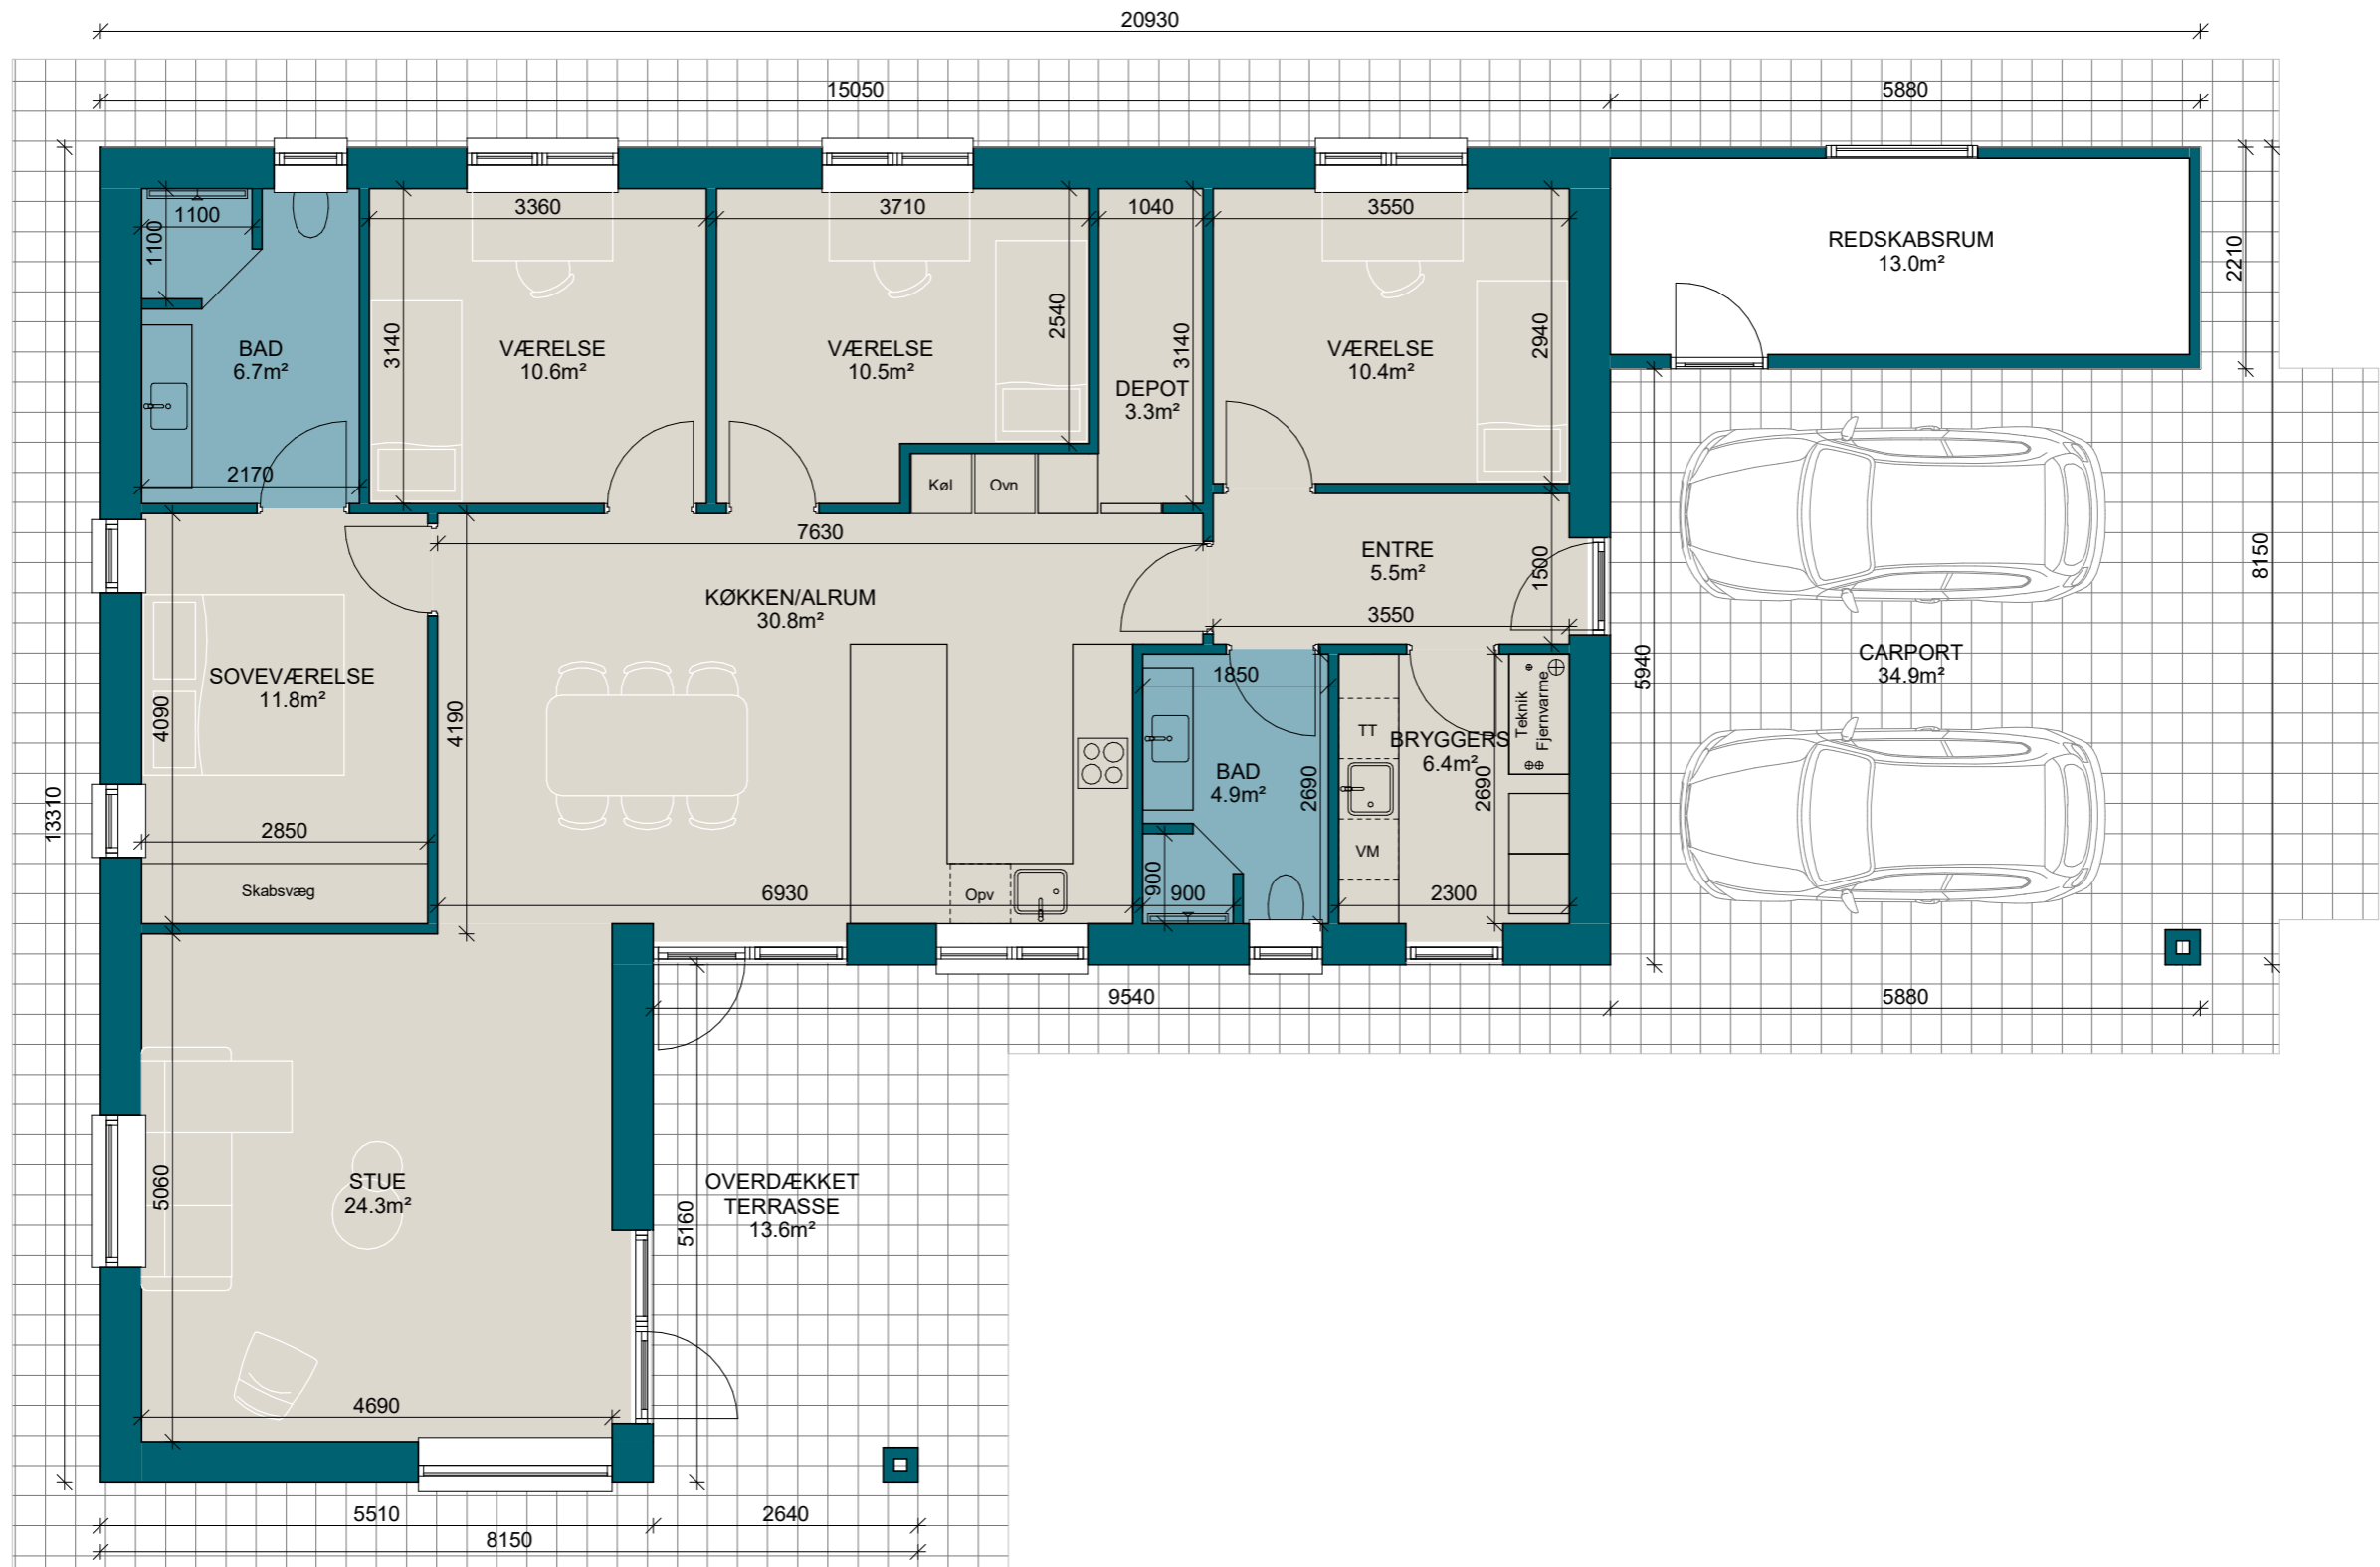 20930
15050
5880
1100
1100
3360
3710
1040
3550
2210
REDSKABSRUM
13.0m²
3140
2540
3140
2940
BAD
6.7m²
VÆRELSE
10.6m²
VÆRELSE
10.5m²
DEPOT
3.3m²
VÆRELSE
10.4m²
2170
Køl
Ovn
7630
ENTRE
5.5m²
1500
3550
8150
KØKKEN/ALRUM
30.8m²
SOVEVÆRELSE
11.8m²
4090
4190
5940
CARPORT
34.9m²
1850
TT
BRYGGERS
6.4m²
Teknik
Fjernvarme
BAD
4.9m²
2690
2690
13310
2850
VM
Skabsvæg
6930
Opv
900
900
2300
9540
5880
STUE
24.3m²
5060
5160
OVERDÆKKET
TERRASSE
13.6m²
4690
5510
2640
8150